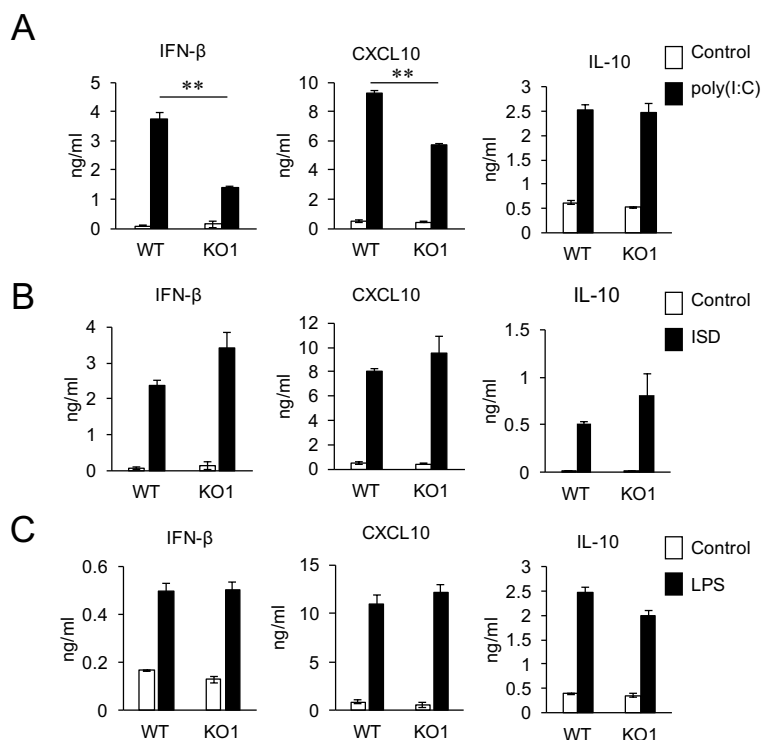 A
IFN-β
CXCL10
IL-10
Control
poly(I:C)
ng/ml
5
4
3
2
1
0
**
WT
KO1
ng/ml
10
8
6
4
2
0
**
WT
KO1
ng/ml
3
2.5
2
1.5
1
0.5
0
WT
KO1
B
IFN-β
CXCL10
IL-10
Control
ISD
ng/ml
4
3
2
1
0
WT
KO1
ng/ml
12
10
8
6
4
2
0
WT
KO1
ng/ml
1.5
1
0.5
0
WT
KO1
C
IFN-β
CXCL10
IL-10
Control
LPS
ng/ml
0.6
0.4
0.2
0
WT
KO1
ng/ml
15
10
5
0
WT
KO1
ng/ml
3
2.5
2
1.5
1
0.5
0
WT
KO1